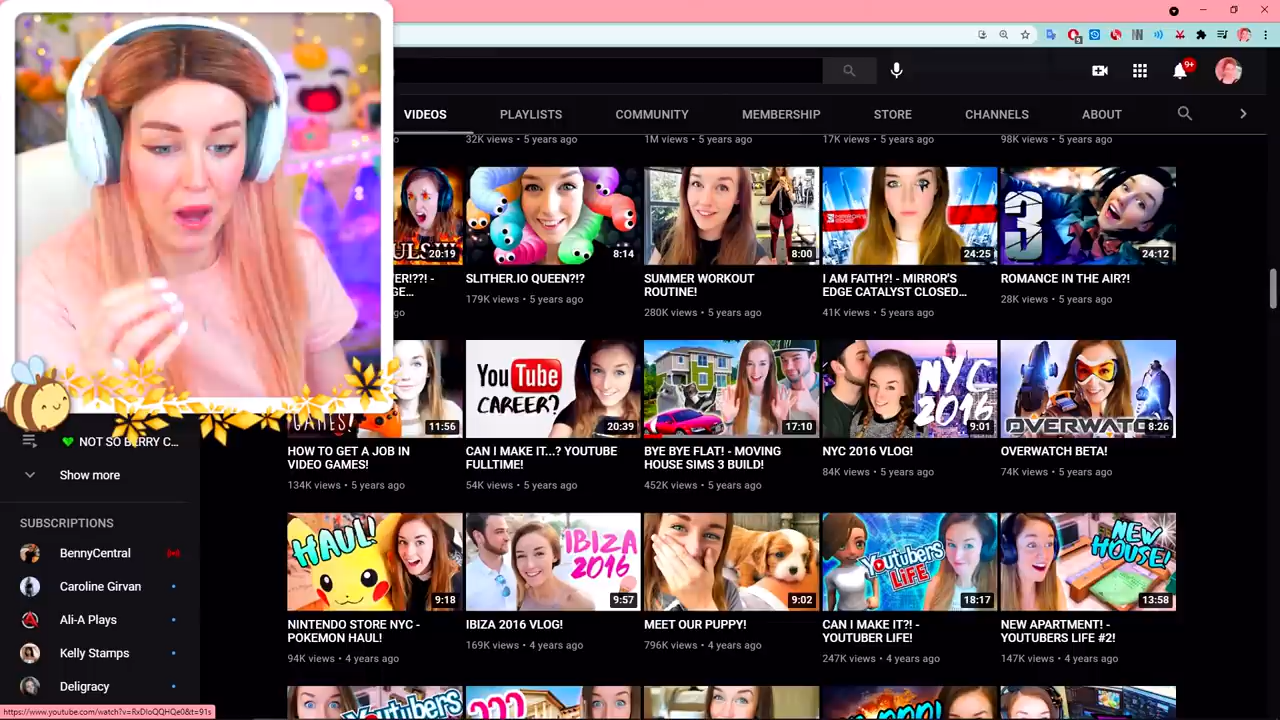 VIDEOS
PLAYLISTS
COMMUNITY
MEMBERSHIP
STORE
CHANNELS
ABOUT
9+
32K views • 5 years ago
1M views • 5 years ago
17K views • 5 years ago
98K views • 5 years ago
20:19
8:14
8:00
MIRROR'S EDGE
24:25
3
24:12
SLITHER.IO QUEEN?!?
179K views • 5 years ago
SUMMER WORKOUT
ROUTINE!
280K views • 5 years ago
I AM FAITH?! - MIRROR'S
EDGE CATALYST CLOSED...
41K views • 5 years ago
ROMANCE IN THE AIR?!
28K views • 5 years ago
GAMES!
11:56
YouTube
CAREER?
20:39
17:10
NYC
2016
9:01
OVERWATC
8:26
HOW TO GET A JOB IN
VIDEO GAMES!
134K views • 5 years ago
CAN I MAKE IT...? YOUTUBE
FULLTIME!
54K views • 5 years ago
BYE BYE FLAT! - MOVING
HOUSE SIMS 3 BUILD!
452K views • 5 years ago
NYC 2016 VLOG!
84K views • 5 years ago
OVERWATCH BETA!
74K views • 5 years ago
HAUL!
9:18
IBIZA
2016
9:57
9:02
Youtubers
LiFE
18:17
NEW
HOUSE!
13:58
NINTENDO STORE NYC -
POKEMON HAUL!
94K views • 4 years ago
IBIZA 2016 VLOG!
169K views • 4 years ago
MEET OUR PUPPY!
796K views • 4 years ago
CAN I MAKE IT?! -
YOUTUBER LIFE!
247K views • 4 years ago
NEW APARTMENT! -
YOUTUBERS LIFE #2!
147K views • 4 years ago
Youtubers
???
NOT SO BERRY C...
Show more
SUBSCRIPTIONS
BennyCentral
Caroline Girvan
Ali-A Plays
Kelly Stamps
Deligracy